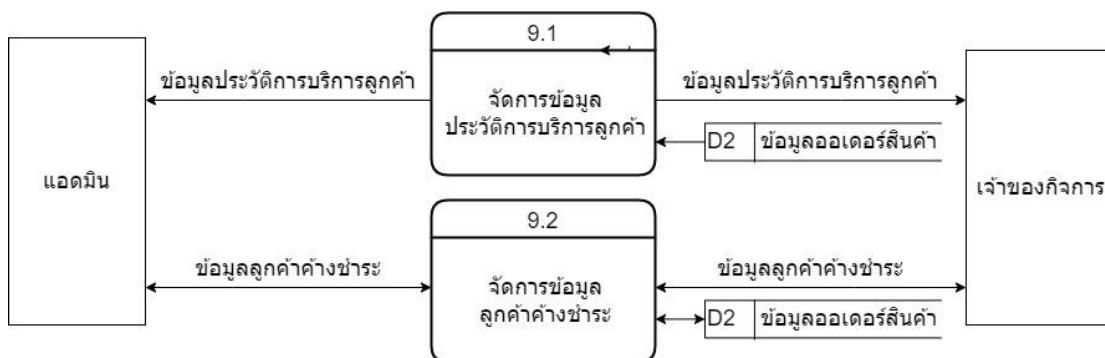 9.1
ข้อมูลประวัติการบริการลูกค้า
จัดการข้อมูล
ประวัติการบริการลูกค้า
ข้อมูลประวัติการบริการลูกค้า
D2 ข้อมูลออเดอร์สินค้า
แอดมิน
เจ้าของกิจการ
9.2
ข้อมูลลูกค้าค้างชำระ
จัดการข้อมูล
ลูกค้าค้างชำระ
ข้อมูลลูกค้าค้างชำระ
D2 ข้อมูลออเดอร์สินค้า